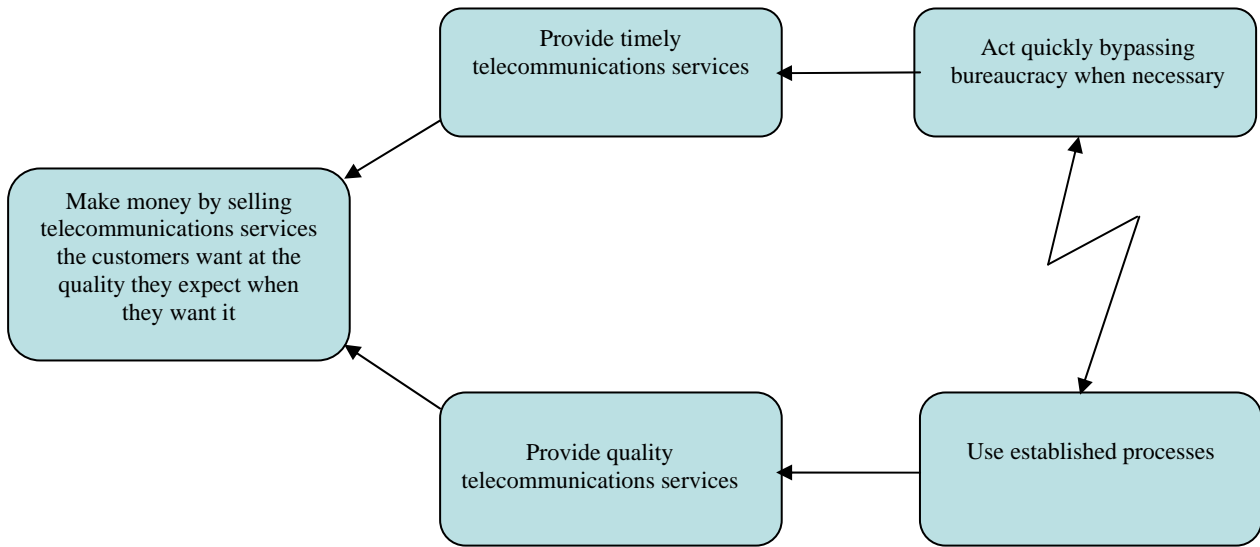 Provide timely
telecommunications services
Act quickly bypassing
bureaucracy when necessary
Make money by selling
telecommunications services
the customers want at the
quality they expect when
they want it
Provide quality
telecommunications services
Use established processes